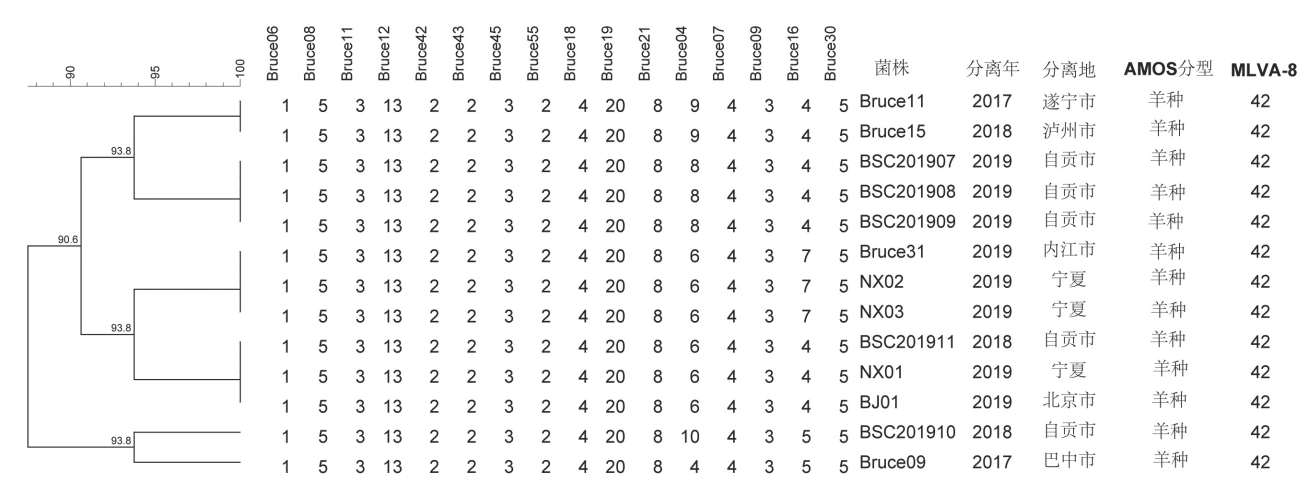 90 95 100 Bruce06 Bruce08 Bruce11 Bruce12 Bruce42 Bruce43 Bruce45 Bruce55 Bruce18 Bruce19 Bruce21 Bruce04 Bruce07 Bruce09 Bruce16 Bruce30 菌株 分离年 分离地 AMOS分型 MLVA-8
1 5 3 13 2 2 3 2 4 20 8 9 4 3 4 5 Bruce11 2017 遂宁市 羊种 42
1 5 3 13 2 2 3 2 4 20 8 9 4 3 4 5 Bruce15 2018 泸州市 羊种 42
93.8
1 5 3 13 2 2 3 2 4 20 8 8 4 3 4 5 BSC201907 2019 自贡市 羊种 42
1 5 3 13 2 2 3 2 4 20 8 8 4 3 4 5 BSC201908 2019 自贡市 羊种 42
1 5 3 13 2 2 3 2 4 20 8 8 4 3 4 5 BSC201909 2019 自贡市 羊种 42
90.6
1 5 3 13 2 2 3 2 4 20 8 6 4 3 7 5 Bruce31 2019 内江市 羊种 42
1 5 3 13 2 2 3 2 4 20 8 6 4 3 7 5 NX02 2019 宁夏 羊种 42
1 5 3 13 2 2 3 2 4 20 8 6 4 3 7 5 NX03 2019 宁夏 羊种 42
93.8
1 5 3 13 2 2 3 2 4 20 8 6 4 3 4 5 BSC201911 2018 自贡市 羊种 42
1 5 3 13 2 2 3 2 4 20 8 6 4 3 4 5 NX01 2019 宁夏 羊种 42
1 5 3 13 2 2 3 2 4 20 8 6 4 3 4 5 BJ01 2019 北京市 羊种 42
93.8
1 5 3 13 2 2 3 2 4 20 8 10 4 3 5 5 BSC201910 2018 自贡市 羊种 42
1 5 3 13 2 2 3 2 4 20 8 4 4 3 5 5 Bruce09 2017 巴中市 羊种 42